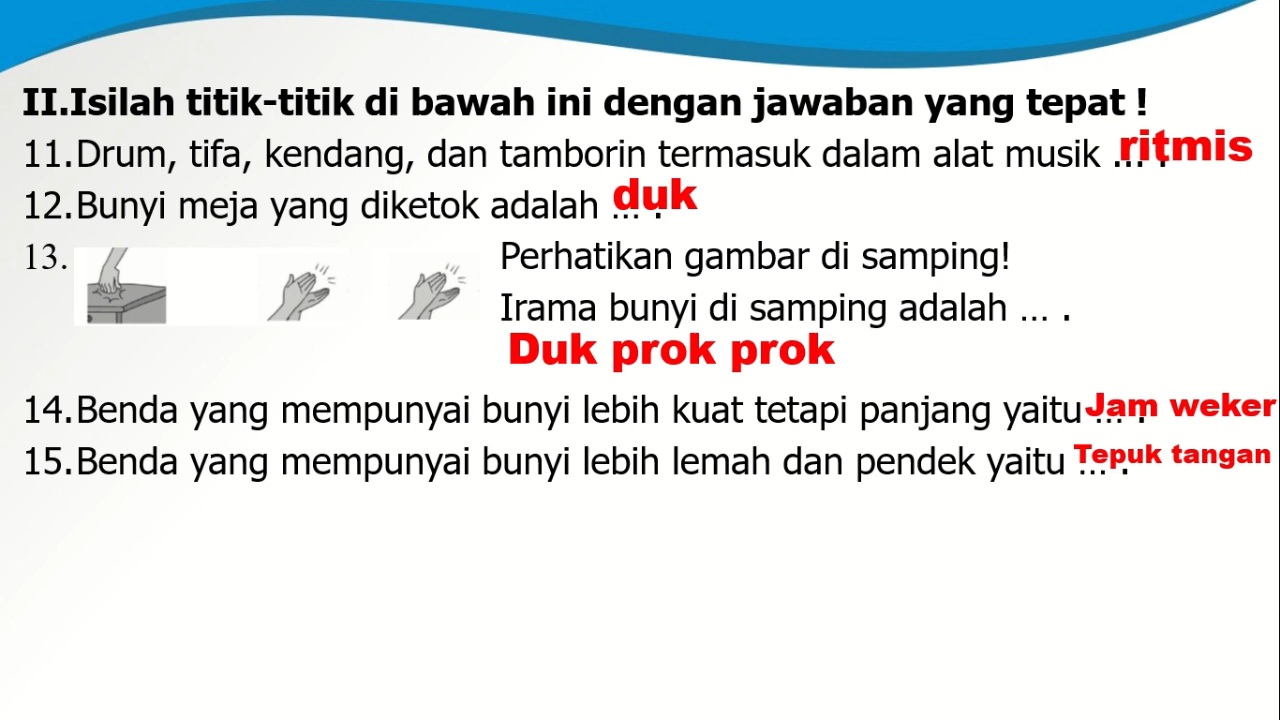 II.Isilah titik-titik di bawah ini dengan jawaban yang tepat !
11.Drum, tifa, kendang, dan tamborin termasuk dalam alat musik ... . ritmis
12.Bunyi meja yang diketok adalah ... . duk
13. Perhatikan gambar di samping!
Irama bunyi di samping adalah ... .
Duk prok prok
14.Benda yang mempunyai bunyi lebih kuat tetapi panjang yaitu ... . Jam weker
15.Benda yang mempunyai bunyi lebih lemah dan pendek yaitu ... . Tepuk tangan